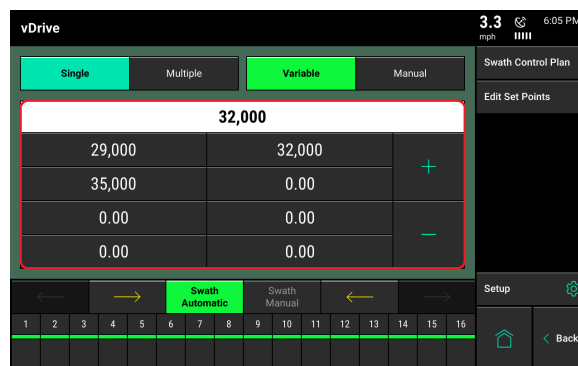 vDrive
3.3
mph
6:05 PM
Single
Multiple
Variable
Manual
Swath Control Plan
Edit Set Points
32,000
29,000
32,000
+
35,000
0.00
0.00
0.00
−
0.00
0.00
Swath
Automatic
Swath
Manual
Setup
1 2 3 4 5 6 7 8 9 10 11 12 13 14 15 16
< Back